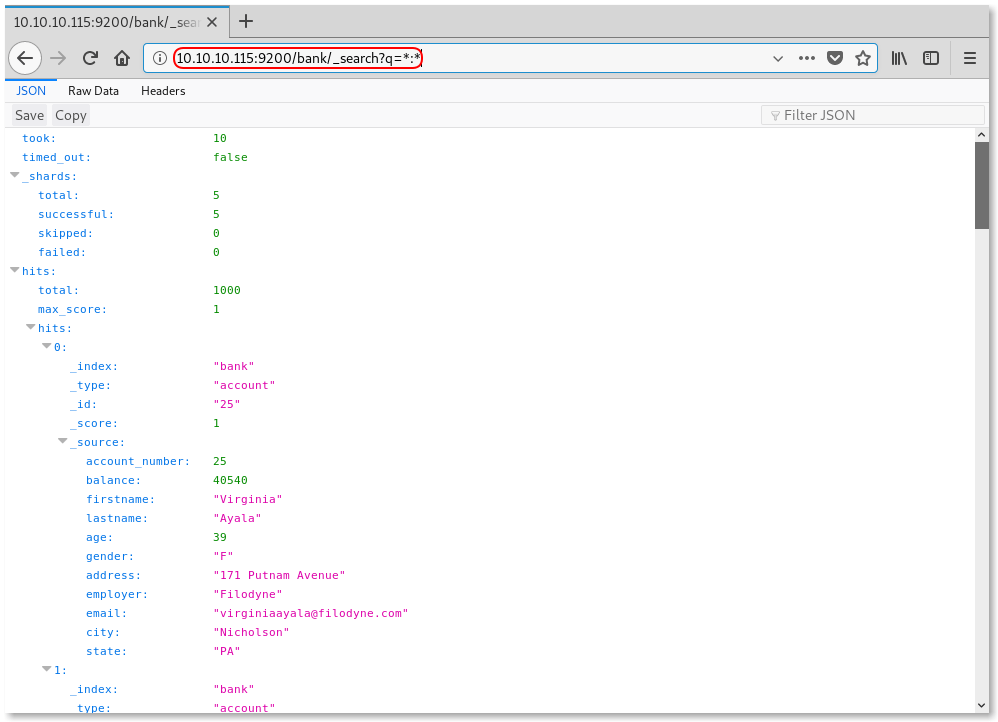 10.10.10.115:9200/bank/_sear
10.10.10.115:9200/bank/_search?q=*:*
JSON Raw Data Headers
Save Copy Filter JSON
took: 10
timed_out: false
_shards:
total: 5
successful: 5
skipped: 0
failed: 0
hits:
total: 1000
max_score: 1
hits:
0:
_index: "bank"
_type: "account"
_id: "25"
_score: 1
_source:
account_number: 25
balance: 40540
firstname: "Virginia"
lastname: "Ayala"
age: 39
gender: "F"
address: "171 Putnam Avenue"
employer: "Filodyne"
email: "virginiaayala@filodyne.com"
city: "Nicholson"
state: "PA"
1:
_index: "bank"
_type: "account"